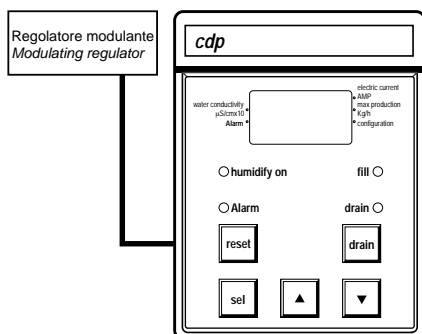 Regolatore modulante
Modulating regulator
cdp
electric current
AMP
water conductivity
max production
µS/cmx10
Kg/h
Alarm
configuration
humidify on
fill
Alarm
drain
reset
drain
sel
▲
▼